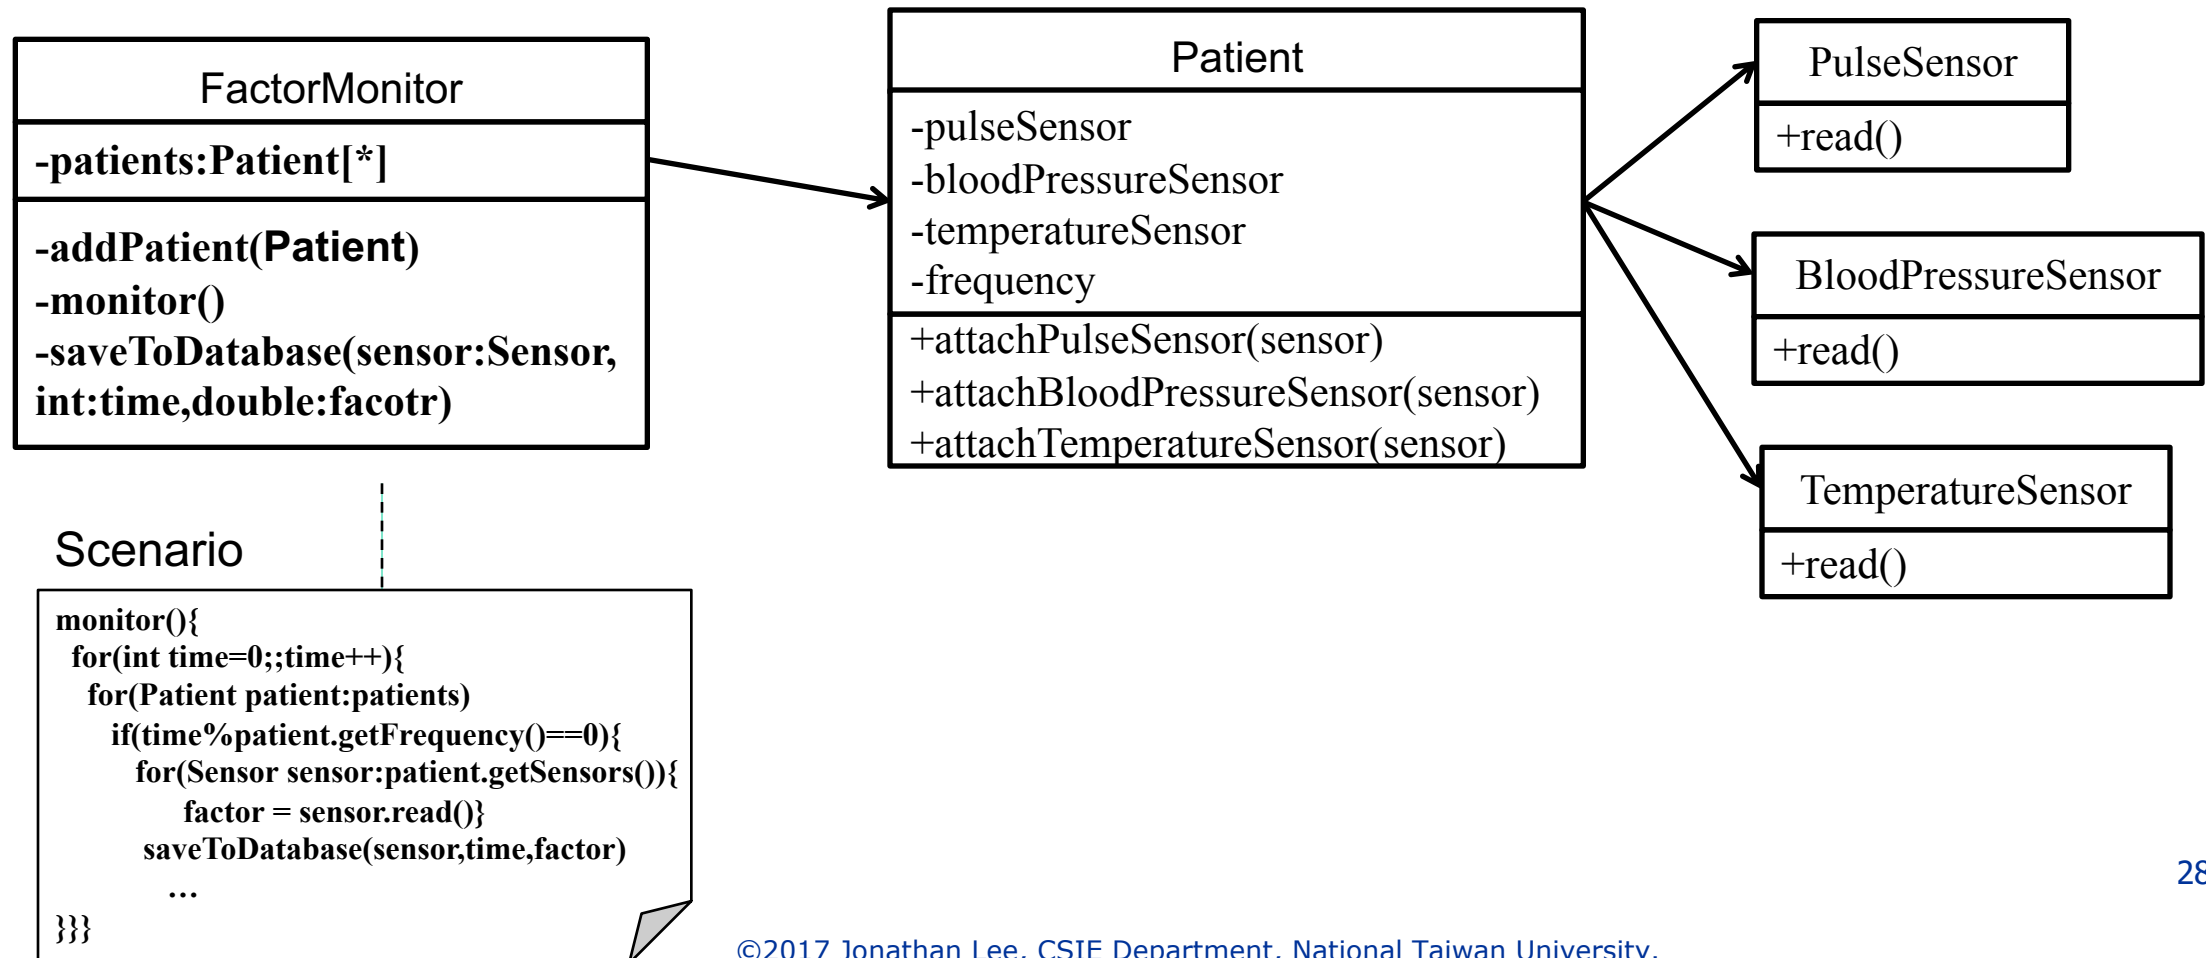 FactorMonitor
-patients:Patient[*]
-addPatient(Patient)
-monitor()
-saveToDatabase(sensor:Sensor,
int:time,double:facotr)
Patient
-pulseSensor
-bloodPressureSensor
-temperatureSensor
-frequency
+attachPulseSensor(sensor)
+attachBloodPressureSensor(sensor)
+attachTemperatureSensor(sensor)
PulseSensor
+read()
BloodPressureSensor
+read()
TemperatureSensor
+read()
Scenario
monitor(){
for(int time=0;;time++){
for(Patient patient:patients)
if(time%patient.getFrequency()==0){
for(Sensor sensor:patient.getSensors()){
factor = sensor.read()}
saveToDatabase(sensor,time,factor)
…
}}}
28
©2017 Jonathan Lee, CSIE Department, National Taiwan University.